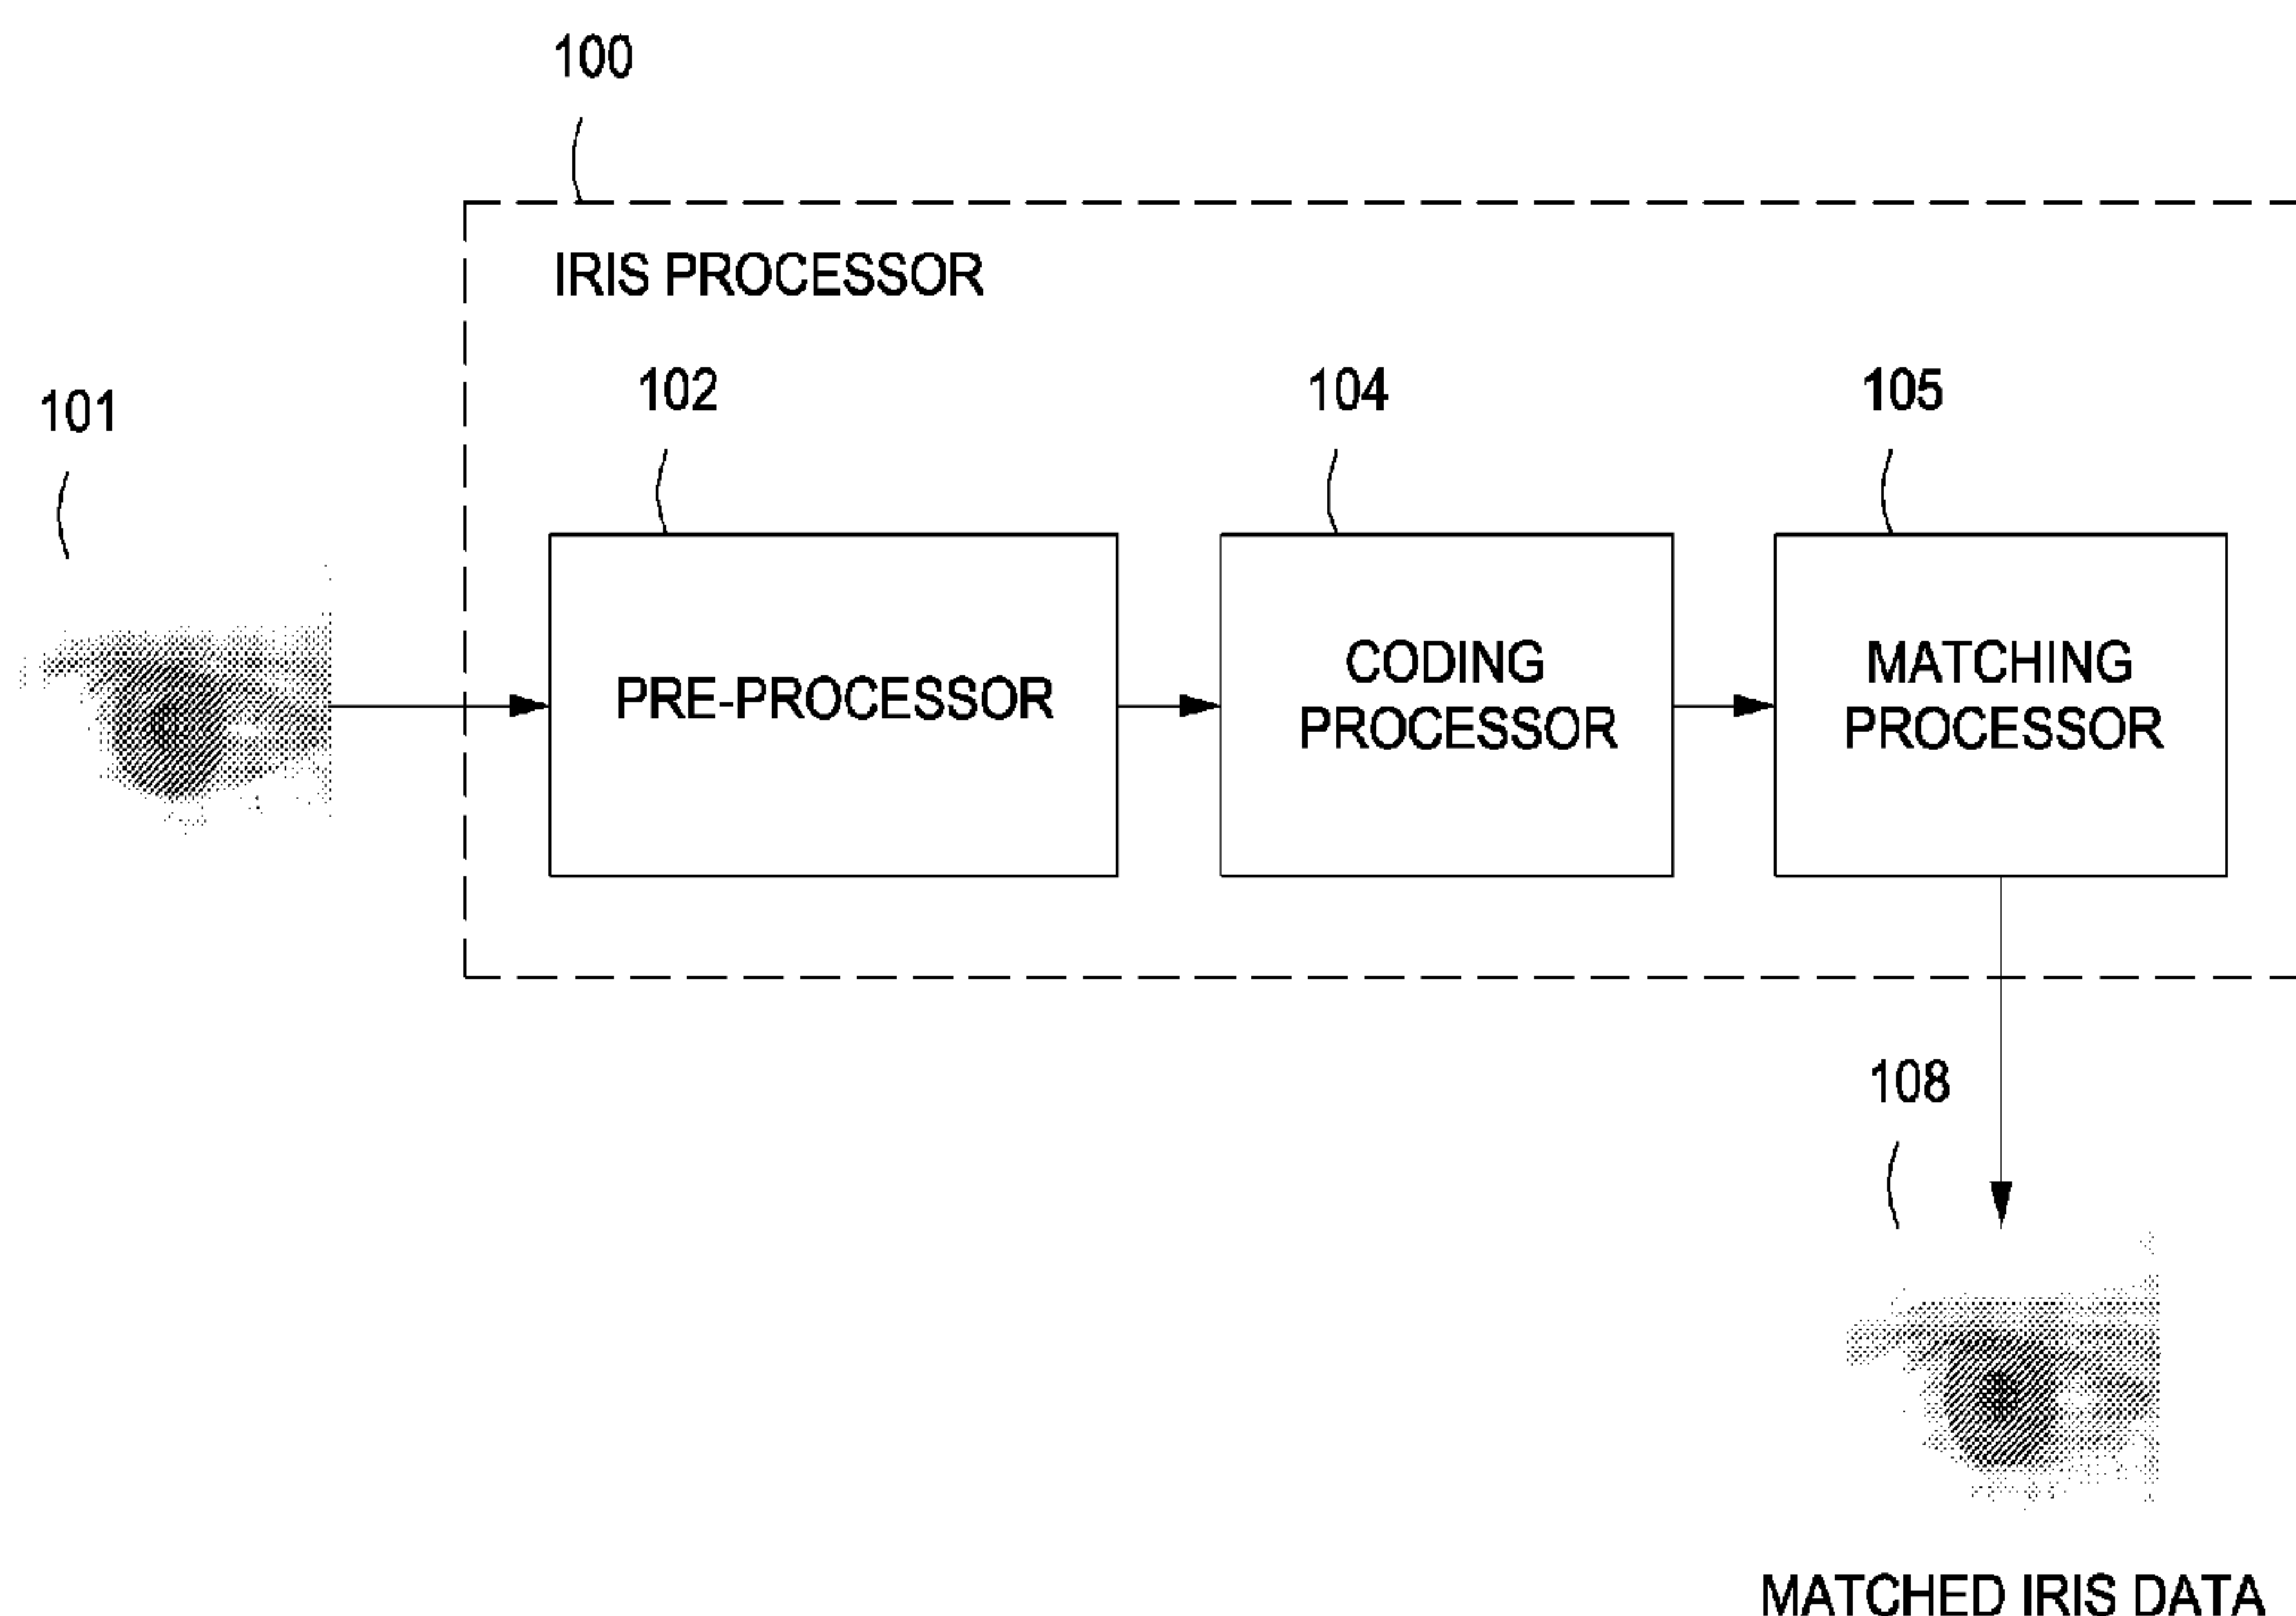 100
IRIS PROCESSOR
101
102
104
105
PRE-PROCESSOR
CODING
PROCESSOR
MATCHING
PROCESSOR
108
MATCHED IRIS DATA